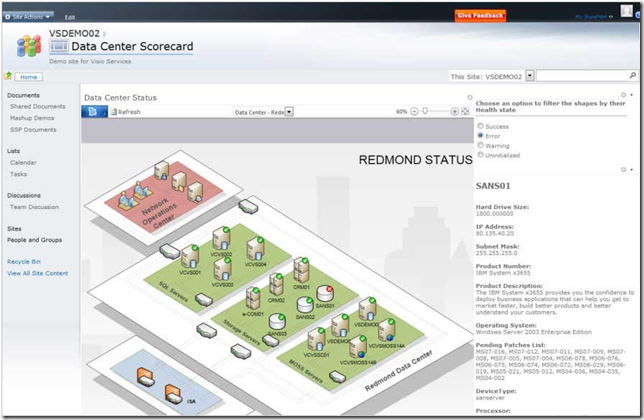 Site Actions
Edit
Give Feedback
My SharePoint
VSDEMO02
Data Center Scorecard
Demo site for Visio Services
Home
This Site: VSDEMO02
Documents
Shared Documents
Mashup Demos
SSP Documents
Lists
Calendar
Tasks
Discussions
Team Discussion
Sites
People and Groups
Recycle Bin
View All Site Content
Data Center Status
Refresh
Data Center - Redm
60%
REDMOND STATUS
Network
Operations
Center
VCVS002
VCVS004
VCVS001
VCVS003
SQL Servers
CRM01
CRM02
e-COM01
SANS01
SANS02
SANS03
Storage Servers
VSDEMO
VCVSSC01
VCVSMOSS14A
VCVSMOSS14B
MOSS Servers
Redmond Data Center
ISA
Choose an option to filter the shapes by their
Health state
Success
Error
Warning
Uninitialized
SANS01
Hard Drive Size:
1800.000000
IP Address:
80.135.40.20
Subnet Mask:
255.255.255.0
Product Number:
IBM System x3655
Product Description:
The IBM System x3655 provides you the confidence to
deploy business applications that can help you get to
market faster, build better products and better
understand your customers.
Operating System:
Windows Server 2003 Enterprise Edition
Pending Patches List:
MS07-016, MS07-012, MS07-011, MS07-009, MS07-
008, MS07-005, MS07-004, MS06-078, MS06-075,
MS06-076, MS06-074, MS06-072, MS06-029, MS06-
019, MS05-021, MS05-012, MS04-036, MS04-035,
MS04-002
DeviceType:
sanserver
Processor: